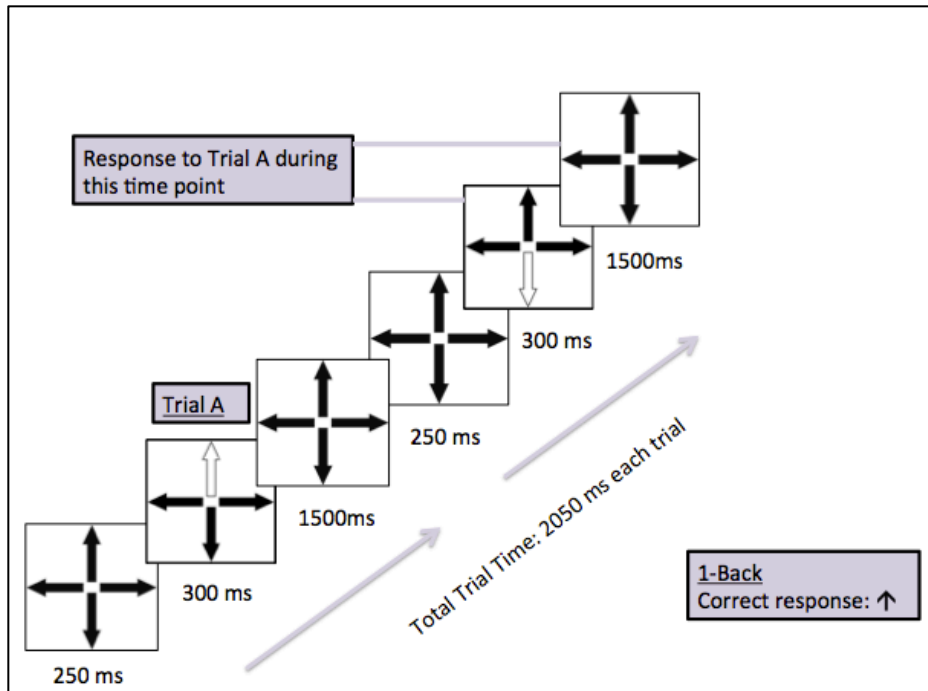 Response to Trial A during
this time point
1500ms
300 ms
Trial A
250 ms
1500ms
300 ms
250 ms
Total Trial Time: 2050 ms each trial
1-Back
Correct response: ↑